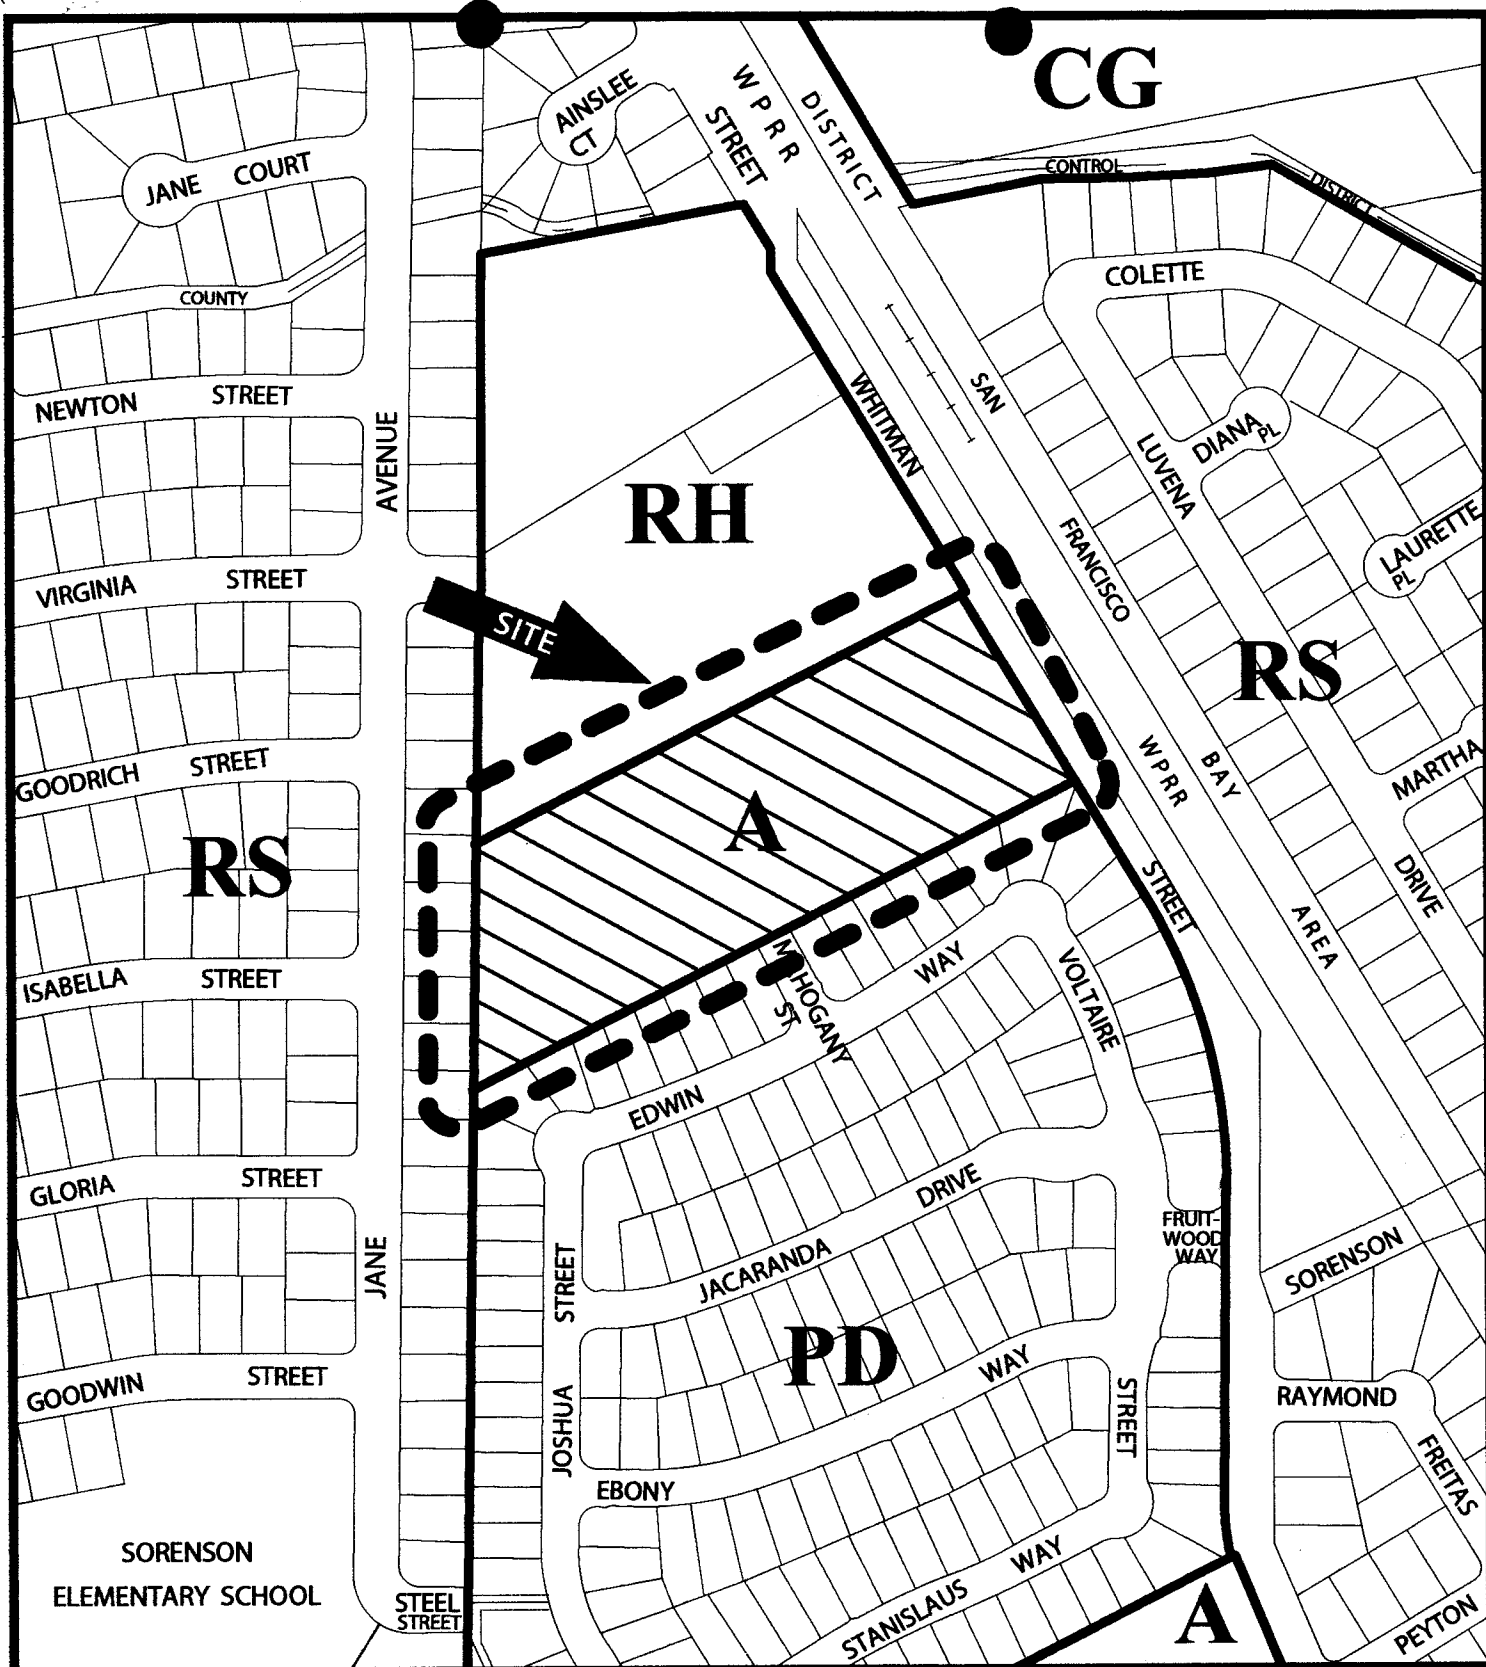 CG
AINSLEE
CT
STREET
WPRR
DISTRICT
CONTROL
DISTRICT
JANE COURT
COUNTY
COLETTE
NEWTON STREET
AVENUE
WHITMAN
SAN
LUVENA
DIANA
PL
RH
FRANCISCO
LAURETTE
PL
VIRGINIA STREET
SITE
RS
GOODRICH STREET
WPRR
BAY
MARTHA
A
RS
STREET
AREA
DRIVE
ISABELLA STREET
MAHOGANY
ST
WAY
VOLTAIRE
EDWIN
GLORIA STREET
DRIVE
FRUIT-
WOOD
WAY
JANE
STREET
JACARANDA
SORENSON
PD
GOODWIN STREET
WAY
STREET
RAYMOND
JOSHUA
EBONY
FREITAS
SORENSON
ELEMENTARY SCHOOL
STEEL
STREET
STANISLAUS WAY
A
PEYTON